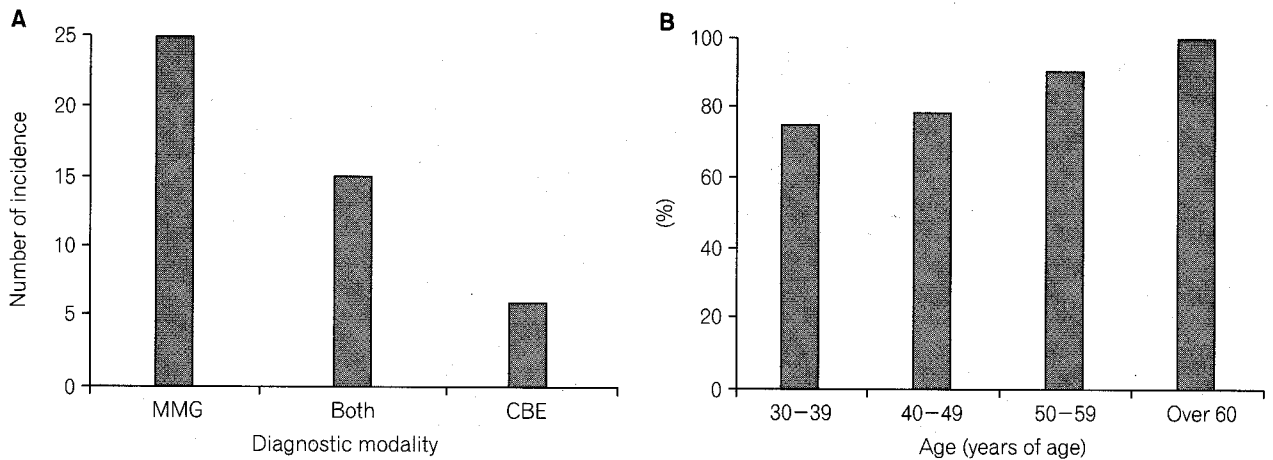 A
Number of incidence
25
20
15
10
5
0
MMG Both CBE
Diagnostic modality
B
(%)
100
80
60
40
20
0
30–39 40–49 50–59 Over 60
Age (years of age)